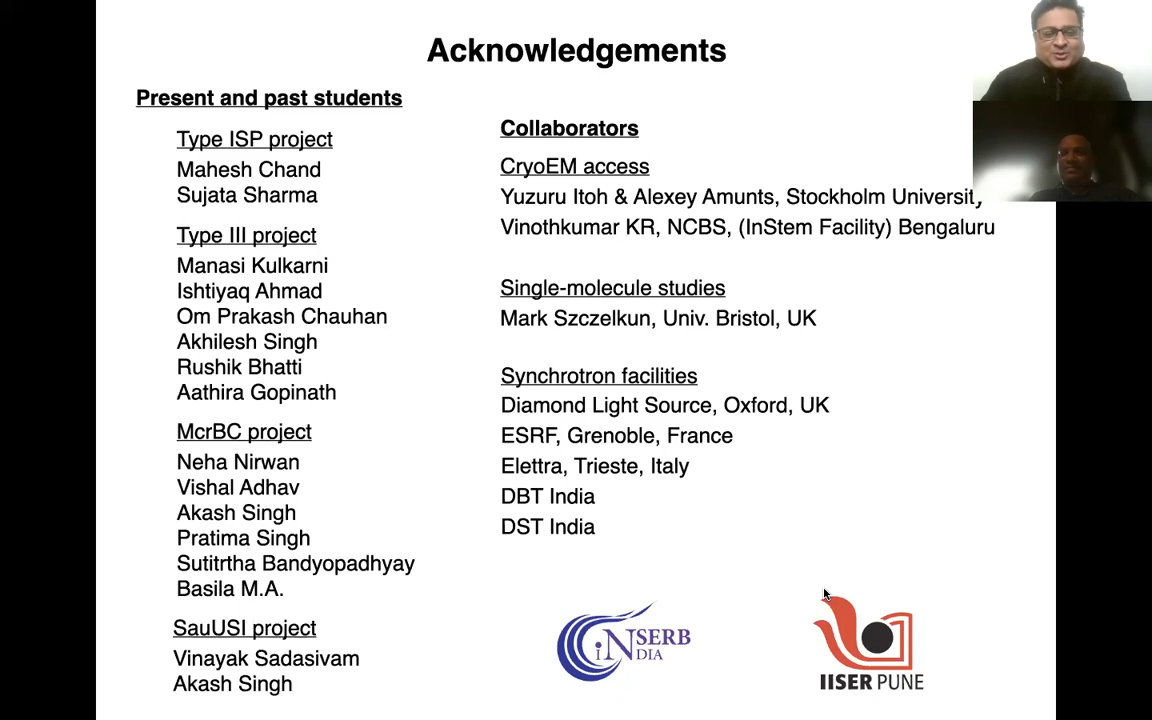 Acknowledgements
Present and past students
Type ISP project
Mahesh Chand
Sujata Sharma
Type III project
Manasi Kulkarni
Ishtiyaq Ahmad
Om Prakash Chauhan
Akhilesh Singh
Rushik Bhatti
Aathira Gopinath
McrBC project
Neha Nirwan
Vishal Adhav
Akash Singh
Pratima Singh
Sutitrtha Bandyopadhyay
Basila M.A.
SauUSI project
Vinayak Sadasivam
Akash Singh
Collaborators
CryoEM access
Yuzuru Itoh & Alexey Amunts, Stockholm University
Vinothkumar KR, NCBS, (InStem Facility) Bengaluru
Single-molecule studies
Mark Szczelkun, Univ. Bristol, UK
Synchrotron facilities
Diamond Light Source, Oxford, UK
ESRF, Grenoble, France
Elettra, Trieste, Italy
DBT India
DST India
SERB
iNDIA
IISER PUNE